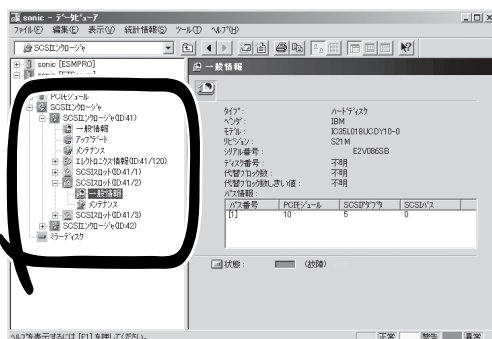 sonic - ﾃﾞｰﾀﾋﾞｭｰｱ
ﾌｧｲﾙ(F) 編集(E) 表示(V) 統計情報(S) ﾂｰﾙ(T) ﾍﾙﾌﾟ(H)
SCSIｴﾝｸﾛｰｼﾞｬ
sonic [ESMPRO]
PCIﾓｼﾞｭｰﾙ
SCSIｴﾝｸﾛｰｼﾞｬ
SCSIｴﾝｸﾛｰｼﾞｬ(ID:41)
一般情報
ｱｯﾌﾟﾃﾞｰﾄ
ﾒﾝﾃﾅﾝｽ
ｴﾚｸﾄﾛﾆｸｽ情報(ID:41/120)
SCSIｽﾛｯﾄ(ID:41/1)
SCSIｽﾛｯﾄ(ID:41/2)
一般情報
ﾒﾝﾃﾅﾝｽ
SCSIｽﾛｯﾄ(ID:41/3)
SCSIｴﾝｸﾛｰｼﾞｬ(ID:42)
ﾐﾗｰﾃﾞｨｽｸ
一般情報
ﾀｲﾌﾟ: ﾊｰﾄﾞﾃﾞｨｽｸ
ﾍﾞﾝﾀﾞ: IBM
ﾓﾃﾞﾙ: IC35L018UCDY10-0
ﾘﾋﾞｼﾞｮﾝ: S21M
ｼﾘｱﾙ番号: E2V086SB
ﾃﾞｨｽｸ番号: 不明
代替ﾌﾞﾛｯｸ数: 不明
代替ﾌﾞﾛｯｸ数しきい値: 不明
ﾊﾟｽ情報:
ﾊﾟｽ番号 PCIﾓｼﾞｭｰﾙ SCSIｱﾀﾞﾌﾟﾀ SCSIﾊﾞｽ
[1] 10 5 0
状態: (故障)
ﾍﾙﾌﾟを表示するには [F1] を押してください。
正常 警告 異常